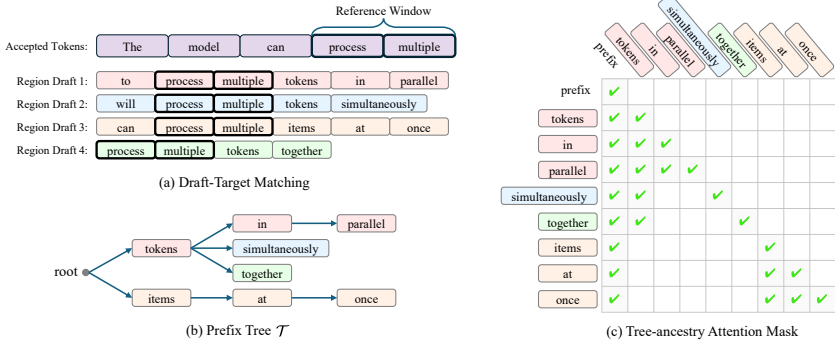 Reference Window
Accepted Tokens: The model can process multiple
Region Draft 1: to process multiple tokens in parallel
Region Draft 2: will process multiple tokens simultaneously
Region Draft 3: can process multiple items at once
Region Draft 4: process multiple tokens together
(a) Draft-Target Matching
root
tokens
in
parallel
simultaneously
together
items
at
once
(b) Prefix Tree 𝒯
prefix
tokens
in
parallel
simultaneously
together
items
at
once
prefix
tokens
in
parallel
simultaneously
together
items
at
once
(c) Tree-ancestry Attention Mask